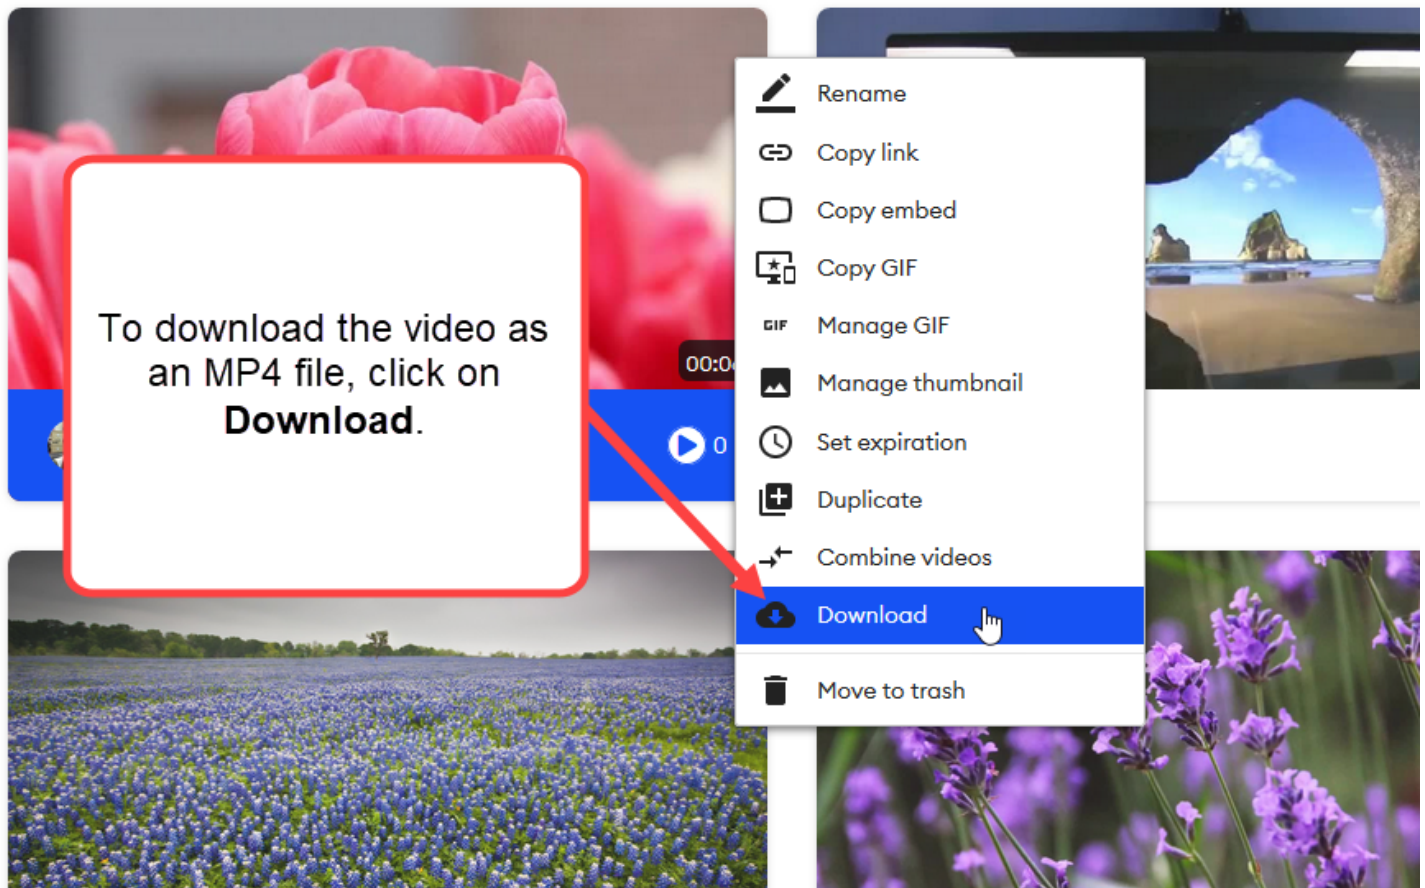 Rename
Copy link
Copy embed
Copy GIF
GIF
Manage GIF
Manage thumbnail
Set expiration
Duplicate
Combine videos
Download
Move to trash
To download the video as
an MP4 file, click on
Download.
0